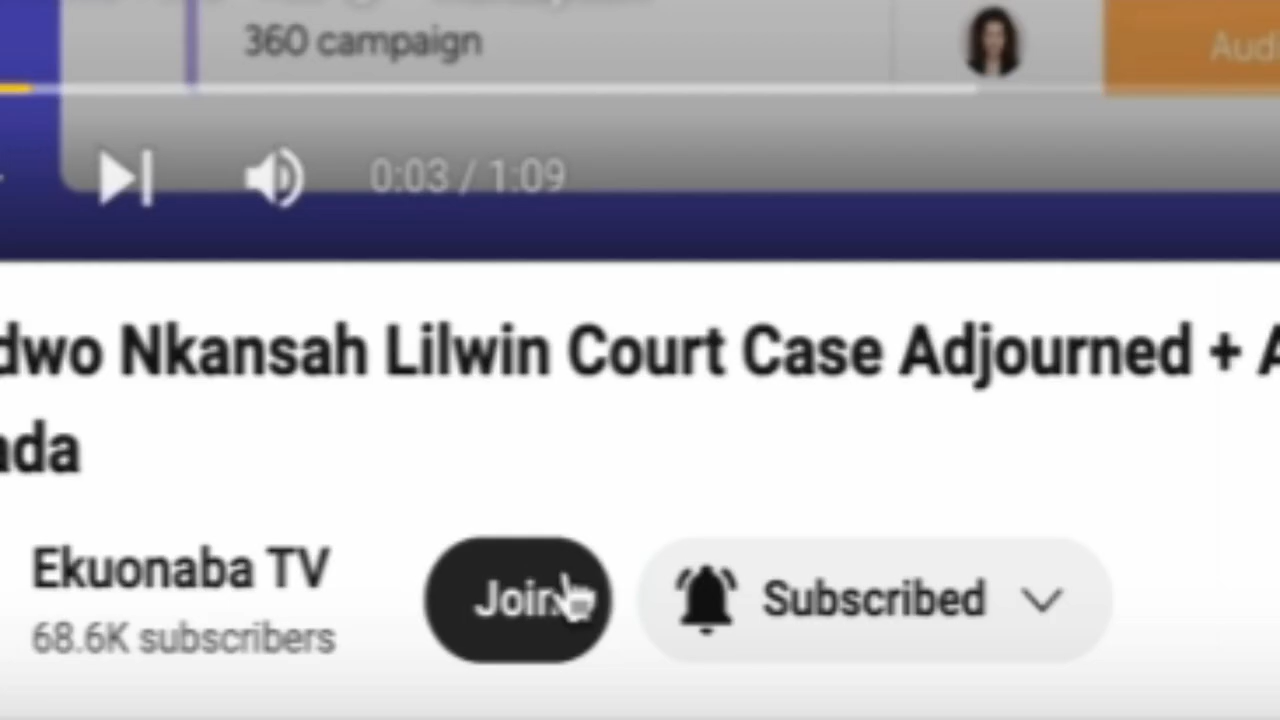 360 campaign
Aud
0:03 / 1:09
dwo Nkansah Lilwin Court Case Adjourned + A
ada
Ekuonaba TV
Join
Subscribed
68.6K subscribers